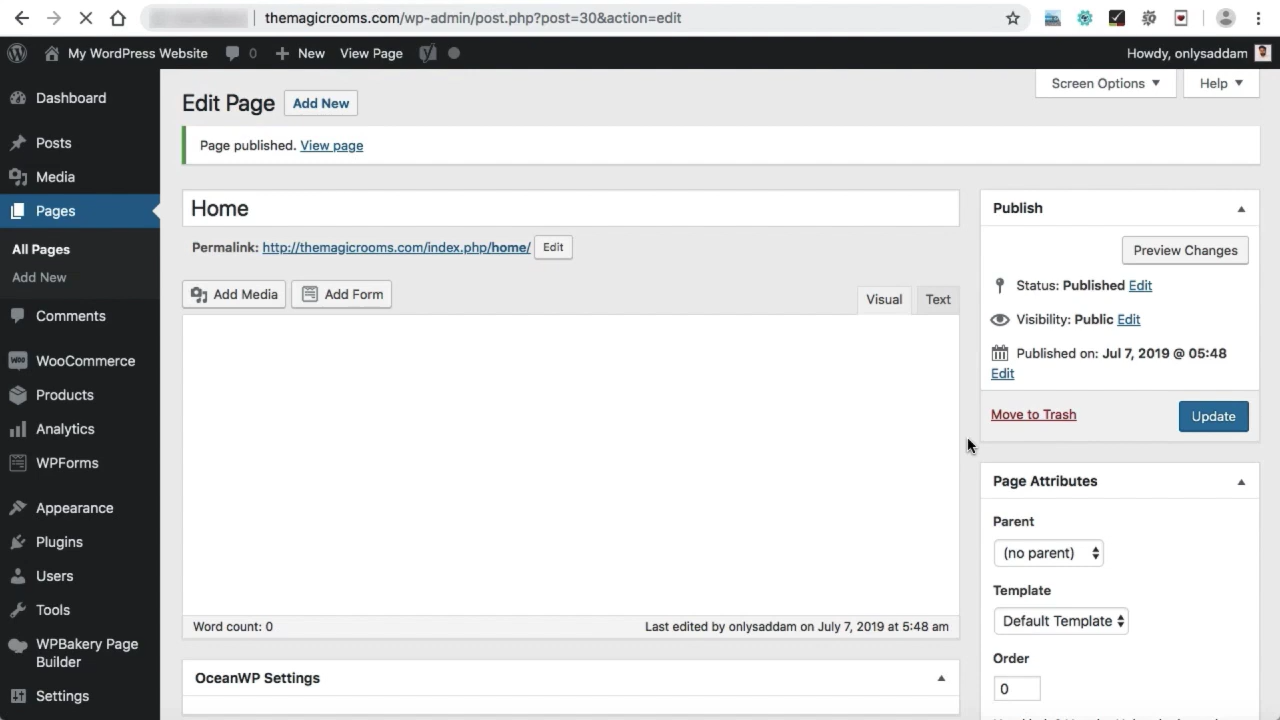 themagicrooms.com/wp-admin/post.php?post=30&action=edit
My WordPress Website 0 New View Page Howdy, onlysaddam
Screen Options Help
Dashboard
Posts
Media
Pages
All Pages
Add New
Comments
WooCommerce
Products
Analytics
WPForms
Appearance
Plugins
Users
Tools
WPBakery Page
Builder
Settings
Edit Page Add New
Page published. View page
Home
Permalink: http://themagicrooms.com/index.php/home/ Edit
Add Media Add Form Visual Text
Word count: 0 Last edited by onlysaddam on July 7, 2019 at 5:48 am
OceanWP Settings
Publish
Preview Changes
Status: Published Edit
Visibility: Public Edit
Published on: Jul 7, 2019 @ 05:48
Edit
Move to Trash Update
Page Attributes
Parent
(no parent)
Template
Default Template
Order
0